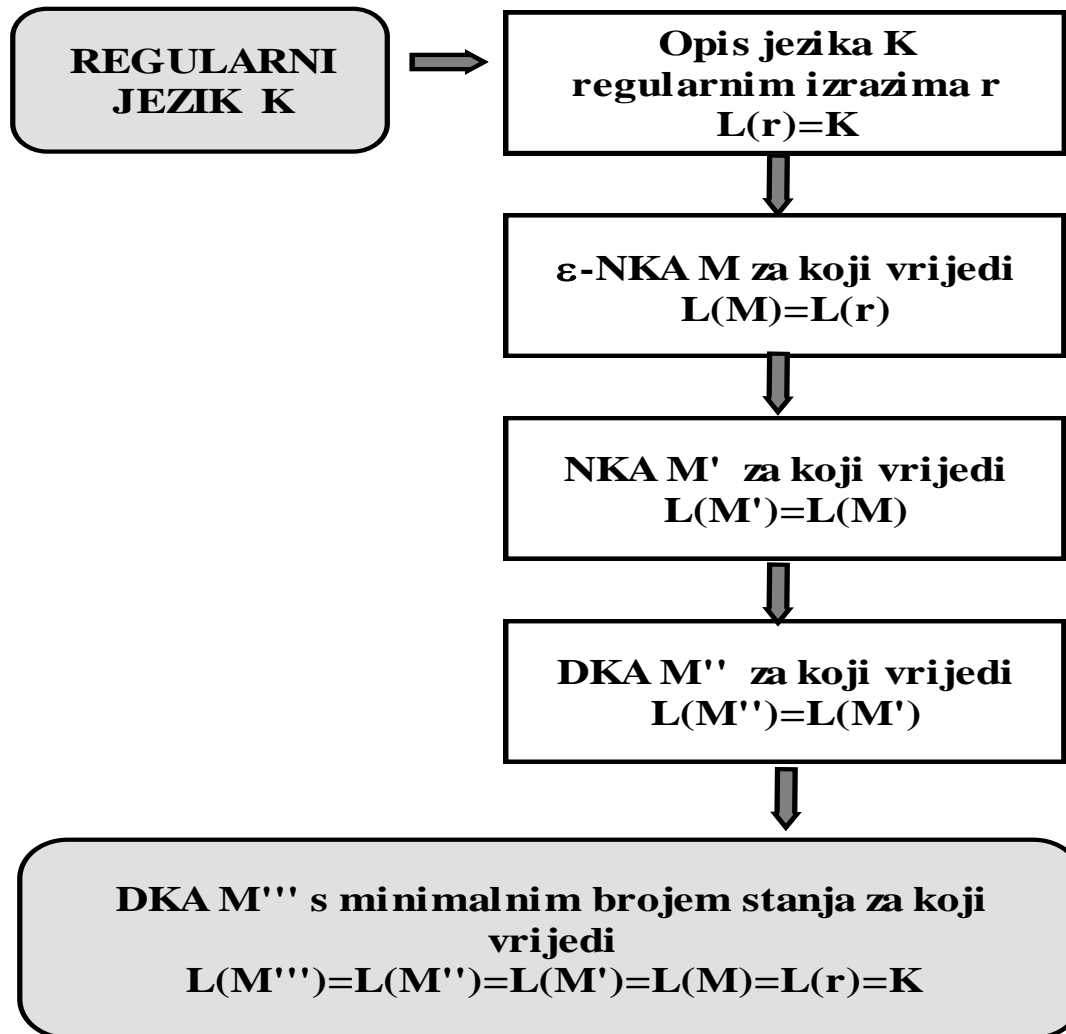 REGULARNI
JEZIK K
Opis jezika K
regularnim izrazima r
L(r)=K
ε-NKA M za koji vrijedi
L(M)=L(r)
NKA M' za koji vrijedi
L(M')=L(M)
DKA M'' za koji vrijedi
L(M'')=L(M')
DKA M''' s minimalnim brojem stanja za koji
vrijedi
L(M''')=L(M'')=L(M')=L(M)=L(r)=K